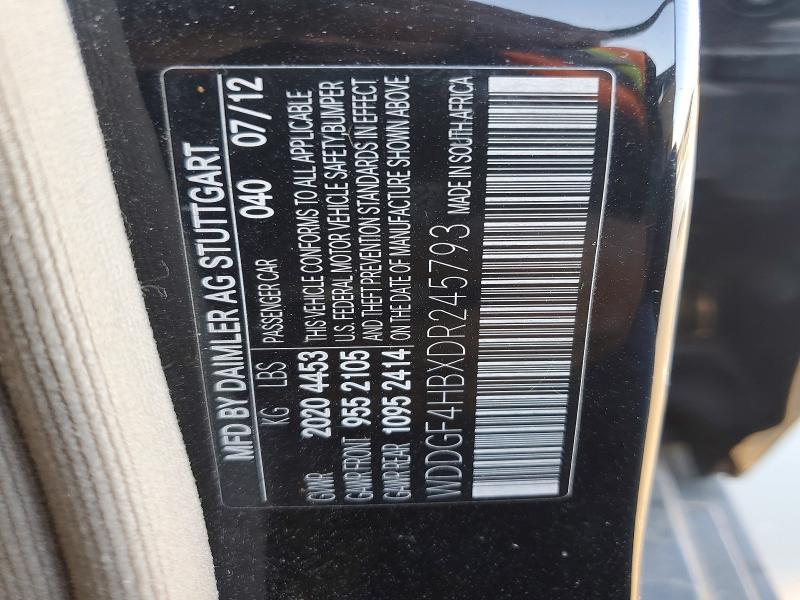 MFD BY DAIMLER AG STUTTGART
040 07/12
KG LBS PASSENGER CAR
GVWR 2020 4453 THIS VEHICLE CONFORMS TO ALL APPLICABLE
U.S. FEDERAL MOTOR VEHICLE SAFETY,BUMPER
GAWR FRONT 955 2105 AND THEFT PREVENTION STANDARDS IN EFFECT
GAWR REAR 1095 2414 ON THE DATE OF MANUFACTURE SHOWN ABOVE
WDDGF4HBXDR245793 MADE IN SOUTH AFRICA